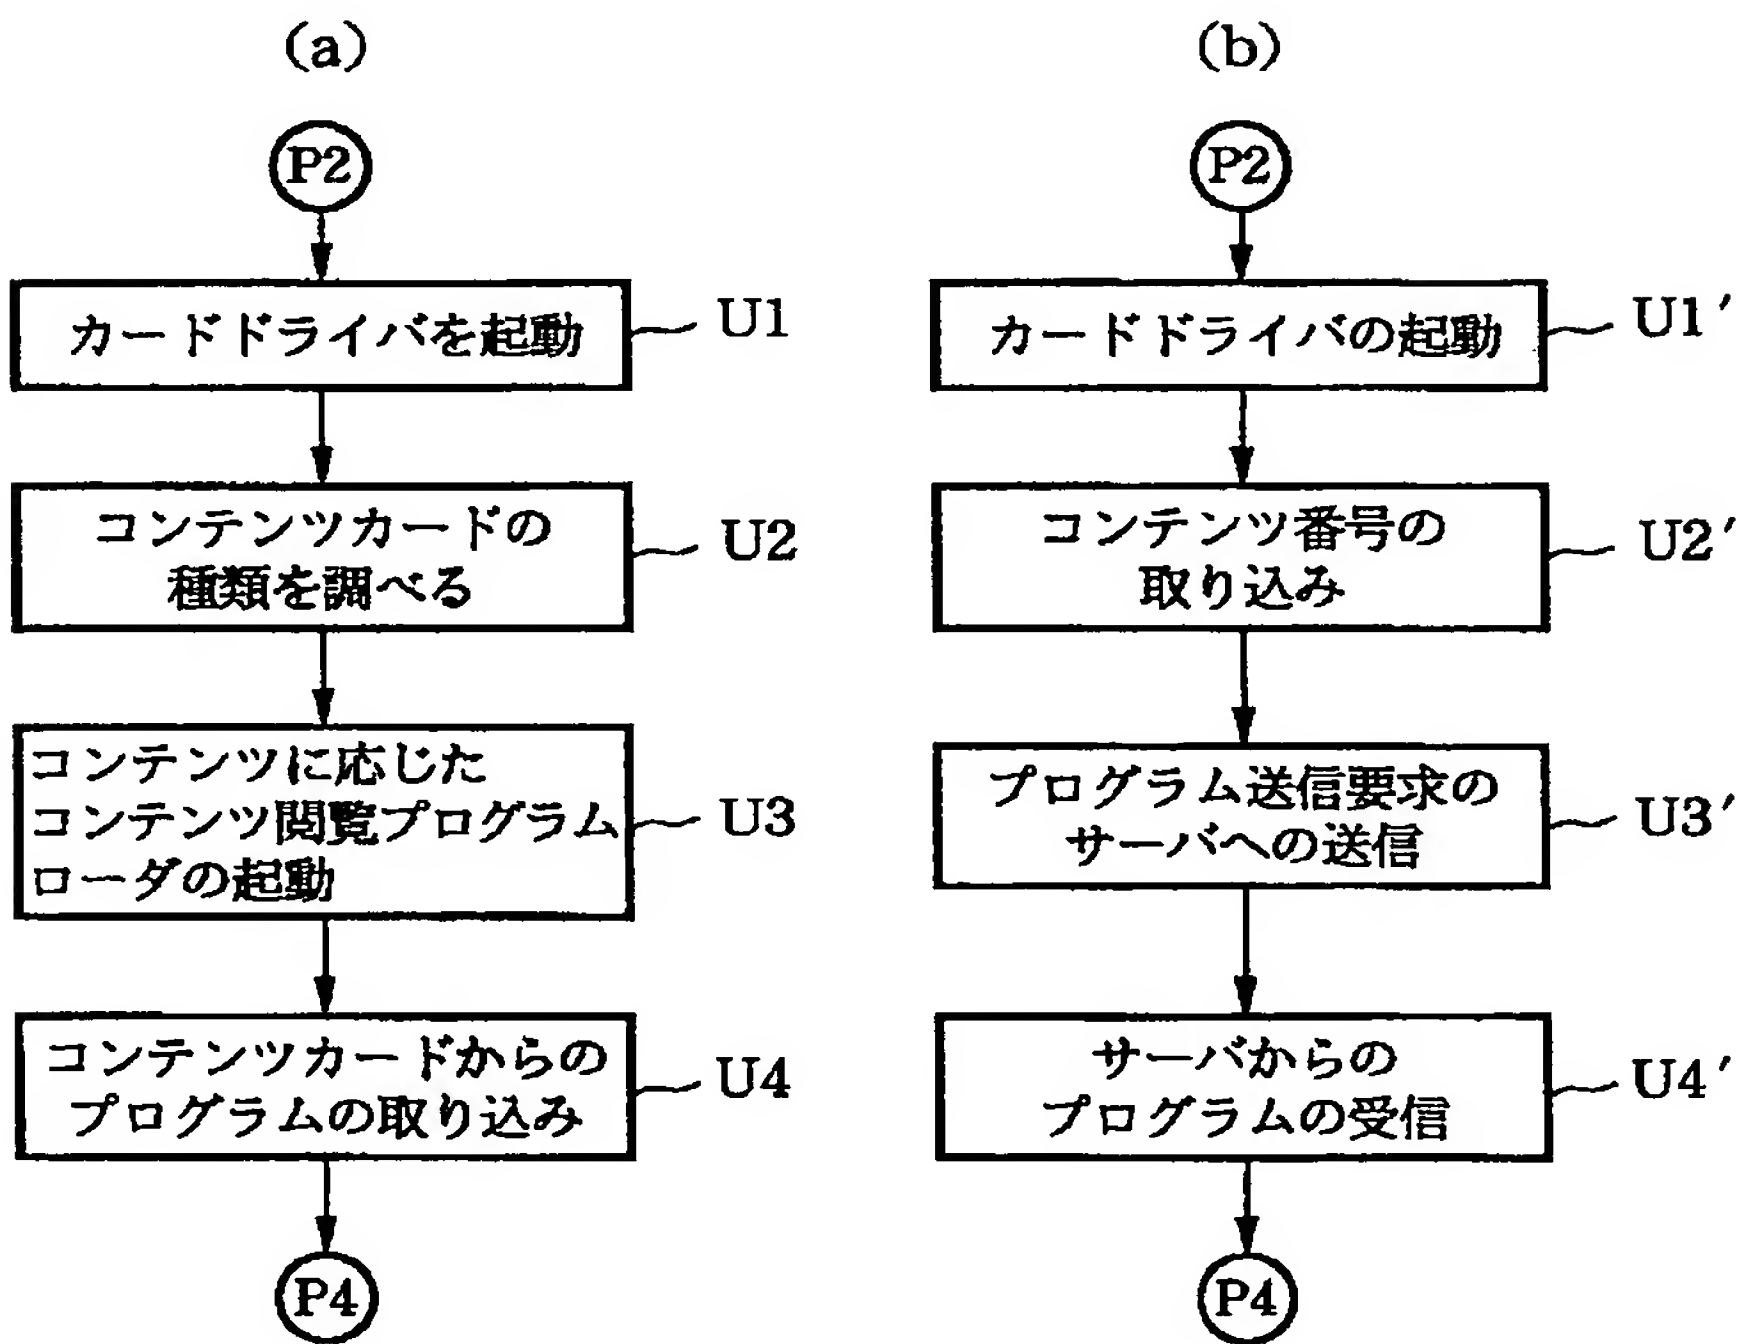 (a)
P2
カードドライバを起動
U1
コンテンツカードの
種類を調べる
U2
コンテンツに応じた
コンテンツ閲覧プログラム
ローダの起動
U3
コンテンツカードからの
プログラムの取り込み
U4
P4
(b)
P2
カードドライバの起動
U1′
コンテンツ番号の
取り込み
U2′
プログラム送信要求の
サーバへの送信
U3′
サーバからの
プログラムの受信
U4′
P4